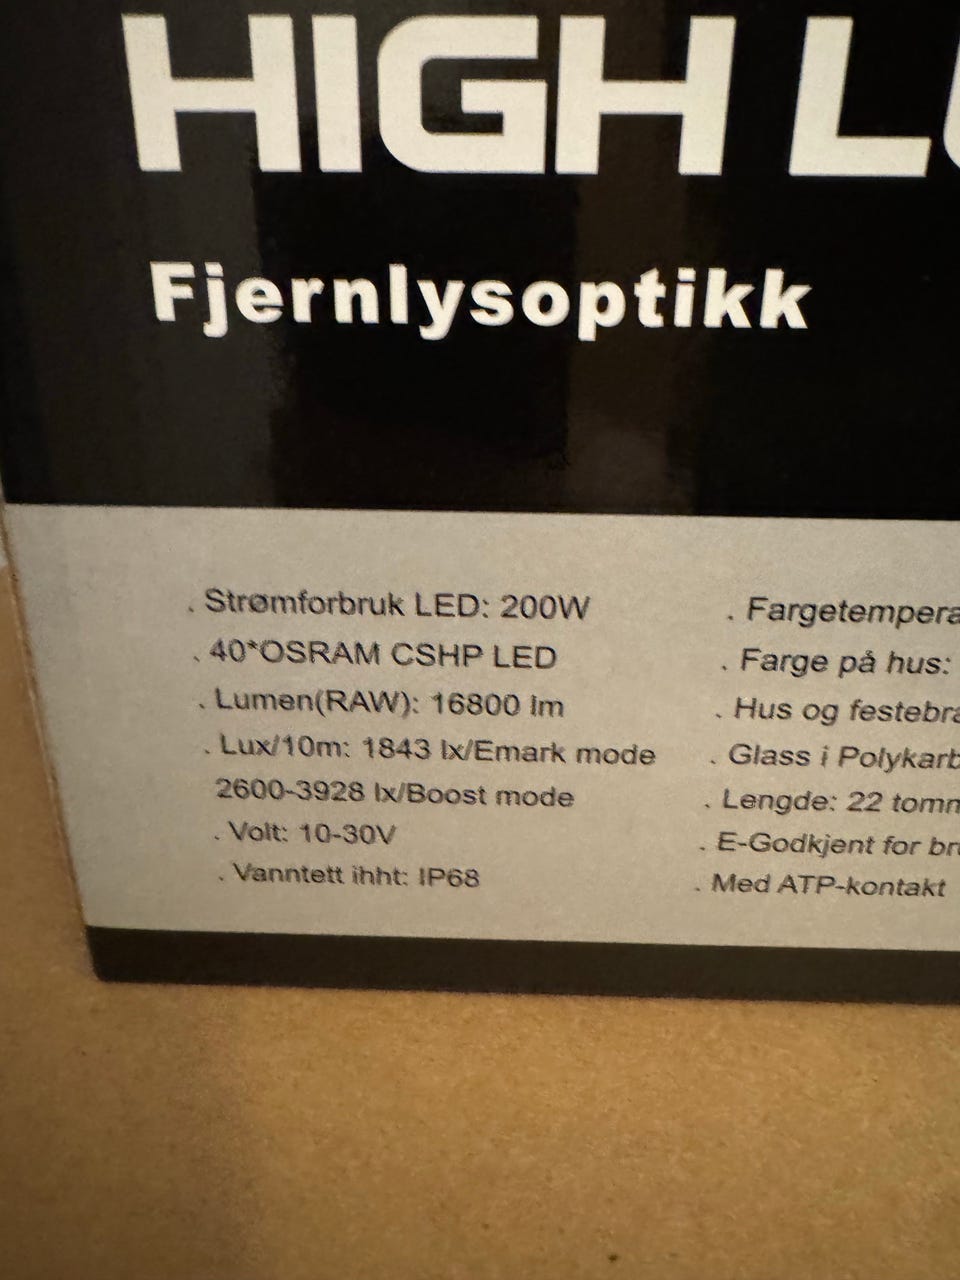 HIGH
Fjernlysoptikk
. Strømforbruk LED: 200W
. 40*OSRAM CSHP LED
. Lumen(RAW): 16800 lm
. Lux/10m: 1843 lx/Emark mode
2600-3928 lx/Boost mode
. Volt: 10-30V
. Vanntett ihht: IP68
. Fargetempera
. Farge på hus:
. Hus og festebra
. Glass i Polykarb
. Lengde: 22 tomm
. E-Godkjent for bru
. Med ATP-kontakt